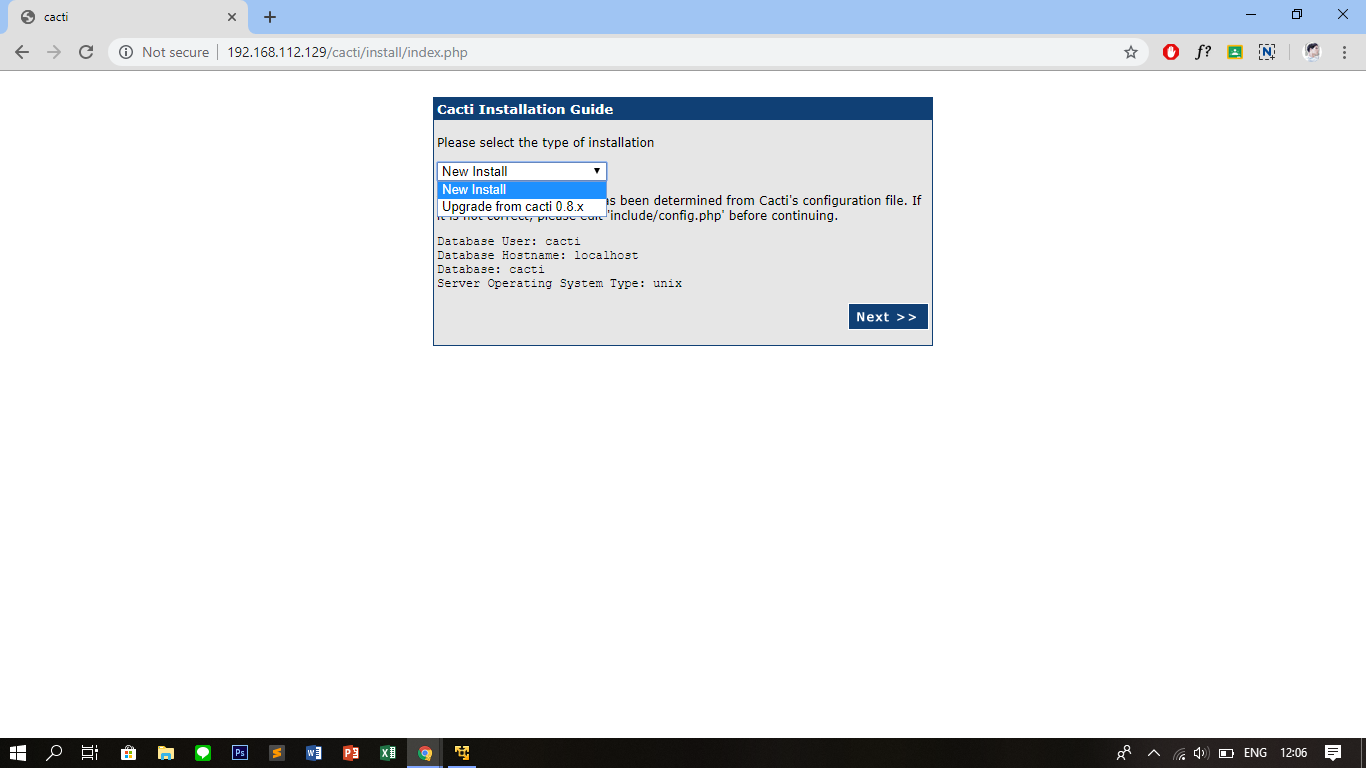 cacti
Not secure
192.168.112.129/cacti/install/index.php
f?
N
Cacti Installation Guide
Please select the type of installation
New Install
New Install
Upgrade from cacti 0.8.x
s been determined from Cacti's configuration file. If
'include/config.php' before continuing.
Database User: cacti
Database Hostname: localhost
Database: cacti
Server Operating System Type: unix
Next >>
Ps
ENG
12:06